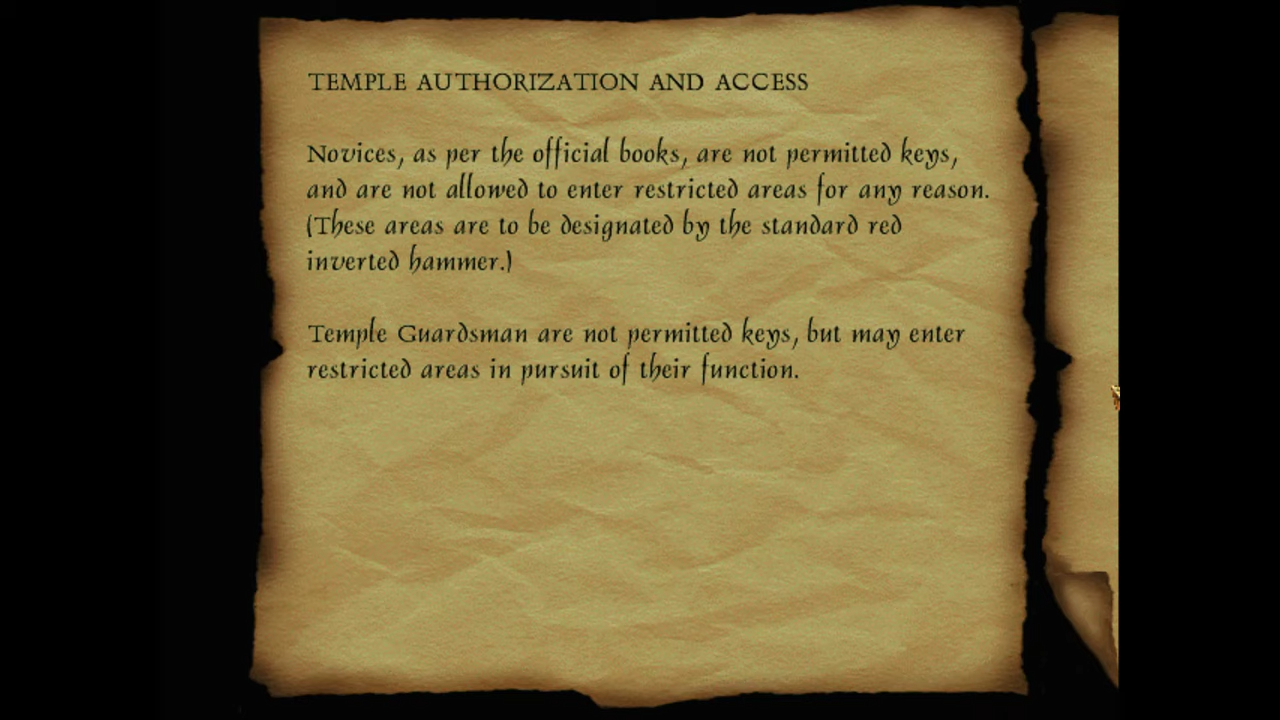 TEMPLE AUTHORIZATION AND ACCESS
Novices, as per the official books, are not permitted keys,
and are not allowed to enter restricted areas for any reason.
(These areas are to be designated by the standard red
inverted hammer.)
Temple Guardsman are not permitted keys, but may enter
restricted areas in pursuit of their function.